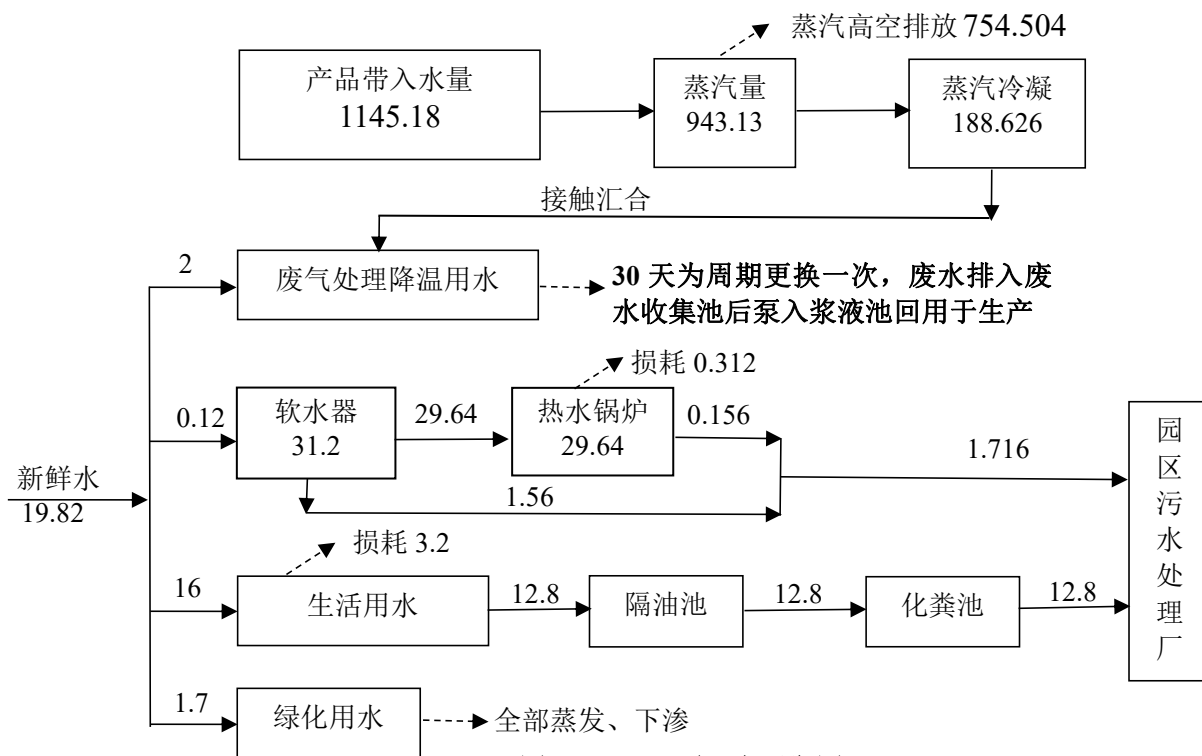 蒸汽高空排放 754.504
产品带入水量
1145.18
蒸汽量
943.13
蒸汽冷凝
188.626
接触汇合
2
废气处理降温用水
30 天为周期更换一次，废水排入废
水收集池后泵入浆液池回用于生产
损耗 0.312
0.12
软水器
31.2
29.64
热水锅炉
29.64
0.156
1.716
1.56
新鲜水
19.82
损耗 3.2
16
生活用水
12.8
隔油池
12.8
化粪池
12.8
园
区
污
水
处
理
厂
1.7
绿化用水
全部蒸发、下渗